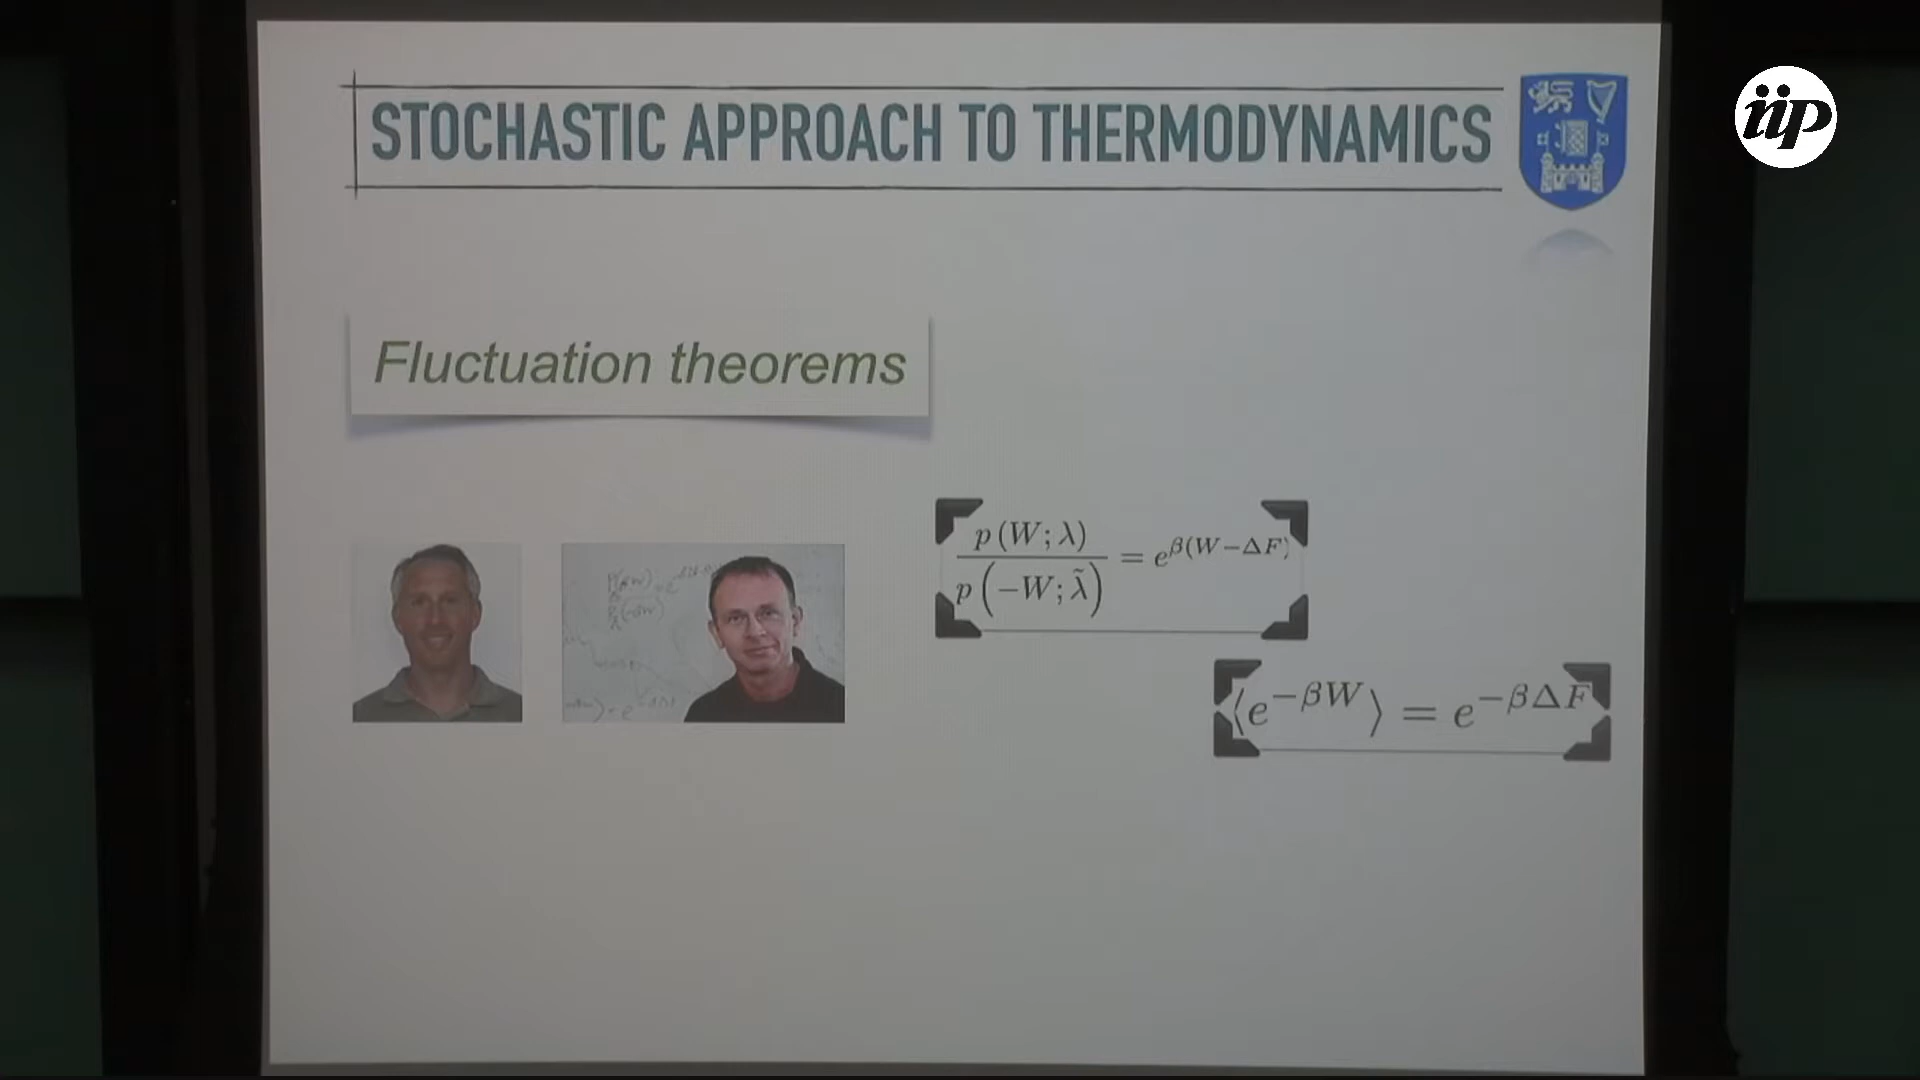 iip
STOCHASTIC APPROACH TO THERMODYNAMICS
Fluctuation theorems
p (W; λ) / p (−W; λ̃) = e^{β(W−ΔF)}
⟨e^{−βW}⟩ = e^{−βΔF}